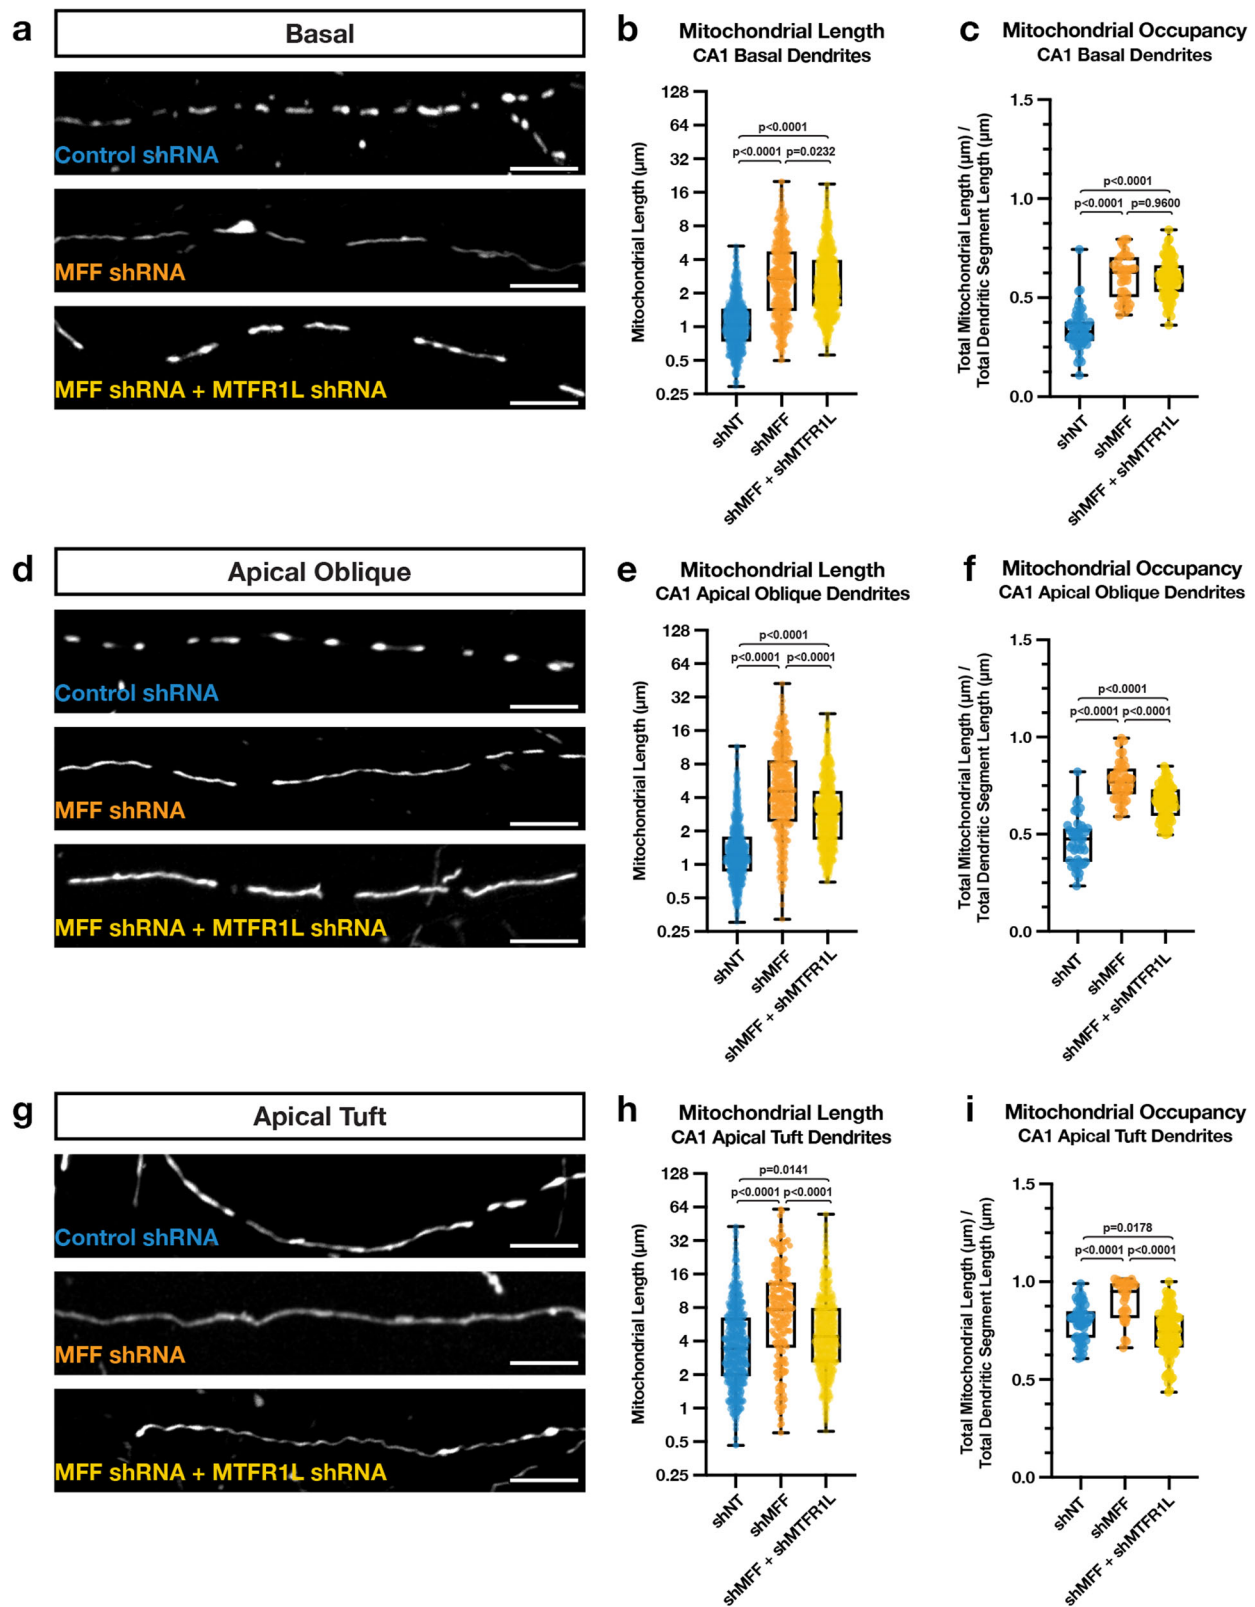 a
Basal
Control shRNA
MFF shRNA
MFF shRNA + MTFR1L shRNA
b
Mitochondrial Length
CA1 Basal Dendrites
Mitochondrial Length (µm)
128
64
32
16
8
4
2
1
0.5
0.25
p<0.0001
p<0.0001
p=0.0232
shNT
shMFF
shMFF + shMTFR1L
c
Mitochondrial Occupancy
CA1 Basal Dendrites
Total Mitochondrial Length (µm) /
Total Dendritic Segment Length (µm)
1.5
1.0
0.5
0.0
p<0.0001
p<0.0001
p=0.9600
shNT
shMFF
shMFF + shMTFR1L
d
Apical Oblique
Control shRNA
MFF shRNA
MFF shRNA + MTFR1L shRNA
e
Mitochondrial Length
CA1 Apical Oblique Dendrites
Mitochondrial Length (µm)
128
64
32
16
8
4
2
1
0.5
0.25
p<0.0001
p<0.0001
p<0.0001
shNT
shMFF
shMFF + shMTFR1L
f
Mitochondrial Occupancy
CA1 Apical Oblique Dendrites
Total Mitochondrial Length (µm) /
Total Dendritic Segment Length (µm)
1.5
1.0
0.5
0.0
p<0.0001
p<0.0001
p<0.0001
shNT
shMFF
shMFF + shMTFR1L
g
Apical Tuft
Control shRNA
MFF shRNA
MFF shRNA + MTFR1L shRNA
h
Mitochondrial Length
CA1 Apical Tuft Dendrites
Mitochondrial Length (µm)
128
64
32
16
8
4
2
1
0.5
0.25
p=0.0141
p<0.0001
p<0.0001
shNT
shMFF
shMFF + shMTFR1L
i
Mitochondrial Occupancy
CA1 Apical Tuft Dendrites
Total Mitochondrial Length (µm) /
Total Dendritic Segment Length (µm)
1.5
1.0
0.5
0.0
p=0.0178
p<0.0001
p<0.0001
shNT
shMFF
shMFF + shMTFR1L